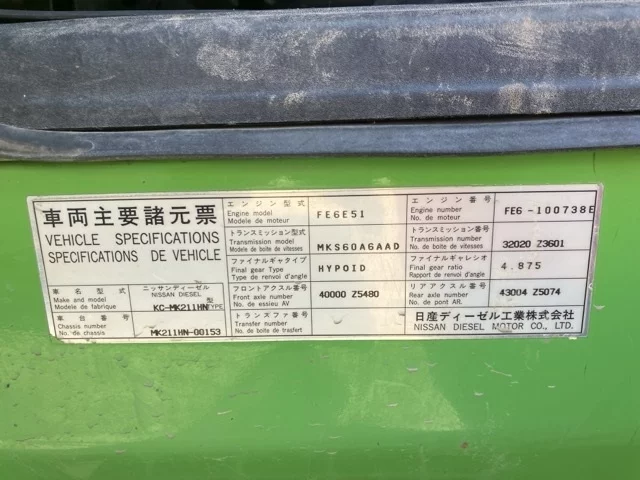 車両主要諸元票
VEHICLE SPECIFICATIONS
SPECIFICATIONS DE VEHICLE
車名型式
Make and model
Modele de fabrique
ニッサンディーゼル
NISSAN DIESEL
KC-MK211HN 型 TYPE
車台番号
Chassis number
No. de chassis
MK211HN-00153
エンジン型式
Engine model
Modele de moteur
FE6E51
エンジン番号
Engine number
No. de moteur
FE6-100738E
トランスミッション型式
Transmission model
Modele de boite de vitesses
MKS60A6AAD
トランスミッション番号
Transmission number
No de boite de vitesses
32020 Z3601
ファイナルギヤタイプ
Final gear Type
Type de renvoi d'angle
HYPOID
ファイナルギヤレシオ
Final gear ratio
Rapport de renvoi d'angle
4.875
フロントアクスル番号
Front axle number
No. de essieu AV
40000 Z5480
リアアクスル番号
Rear axle number
No. de pont AR.
43004 Z5074
トランスファ番号
Transfer number
No. de boite de trasfert
日産ディーゼル工業株式会社
NISSAN DIESEL MOTOR CO., LTD.